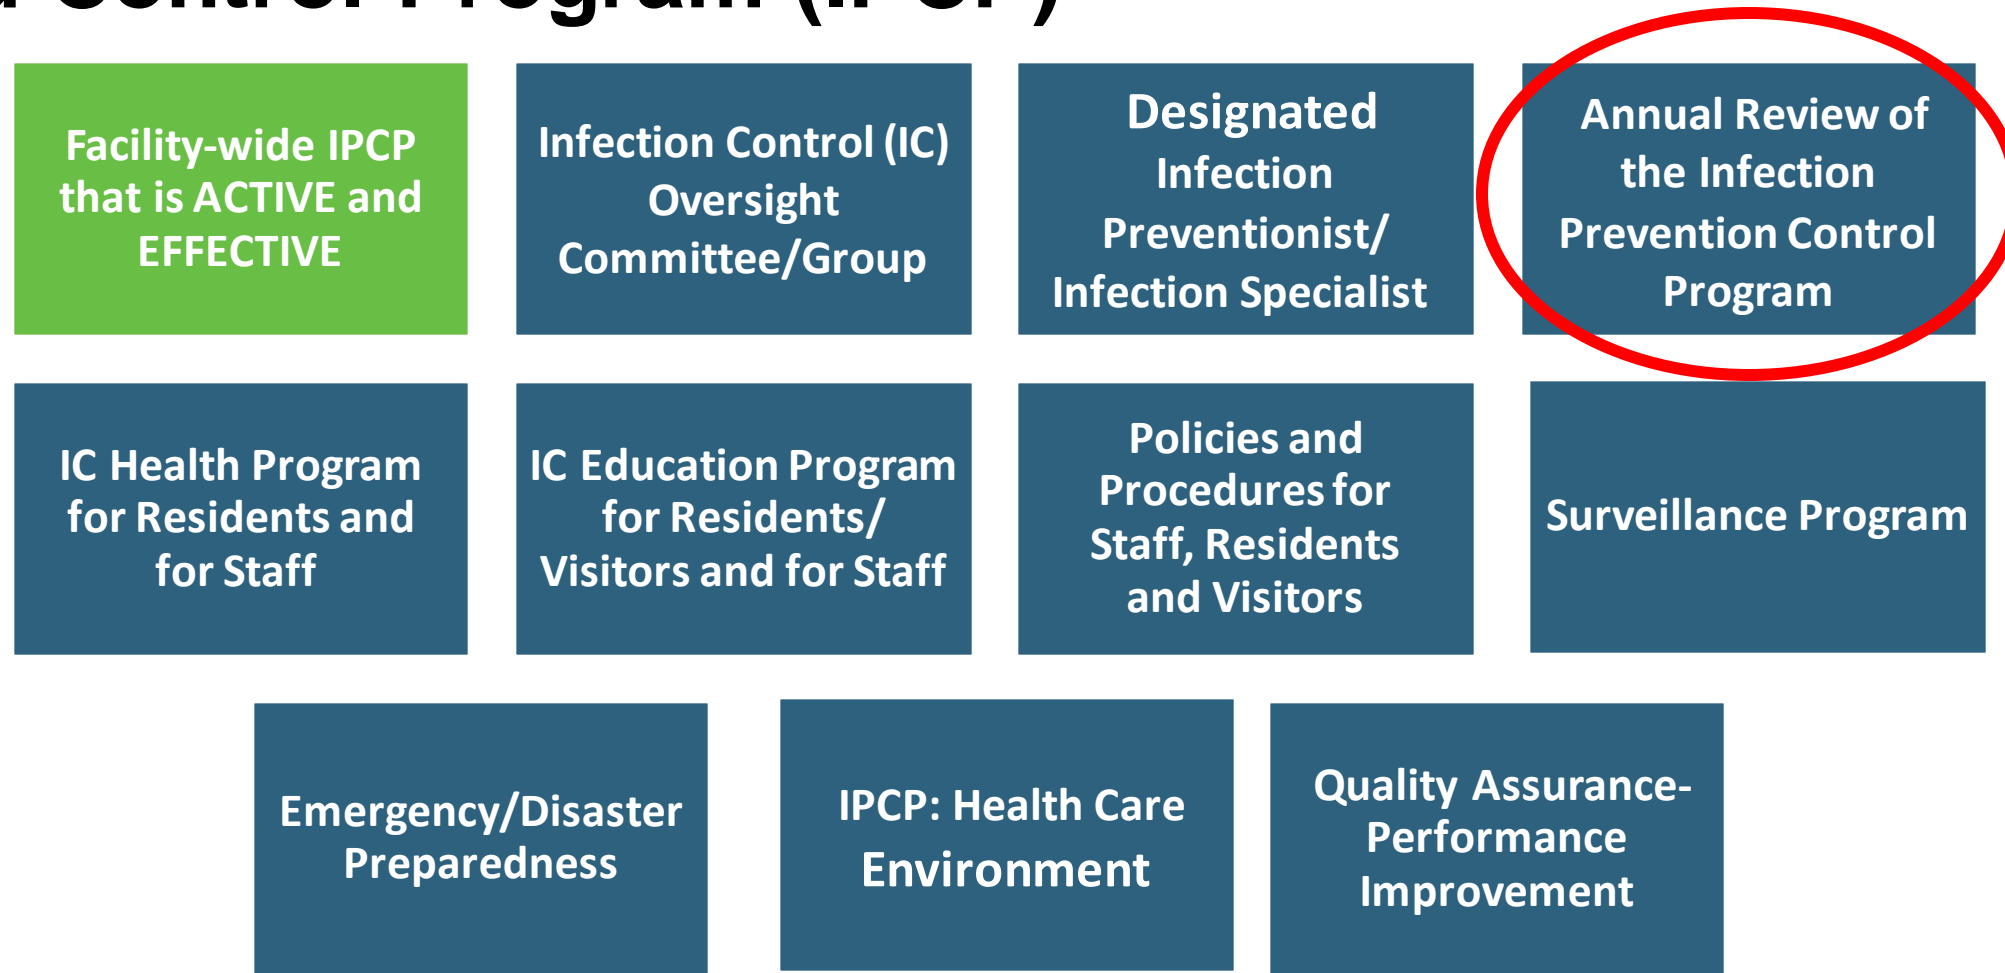 Control Program (IPCP)
Facility-wide IPCP
that is ACTIVE and
EFFECTIVE
Infection Control (IC)
Oversight
Committee/Group
Designated
Infection
Preventionist/
Infection Specialist
Annual Review of
the Infection
Prevention Control
Program
IC Health Program
for Residents and
for Staff
IC Education Program
for Residents/
Visitors and for Staff
Policies and
Procedures for
Staff, Residents
and Visitors
Surveillance Program
Emergency/Disaster
Preparedness
IPCP: Health Care
Environment
Quality Assurance-
Performance
Improvement